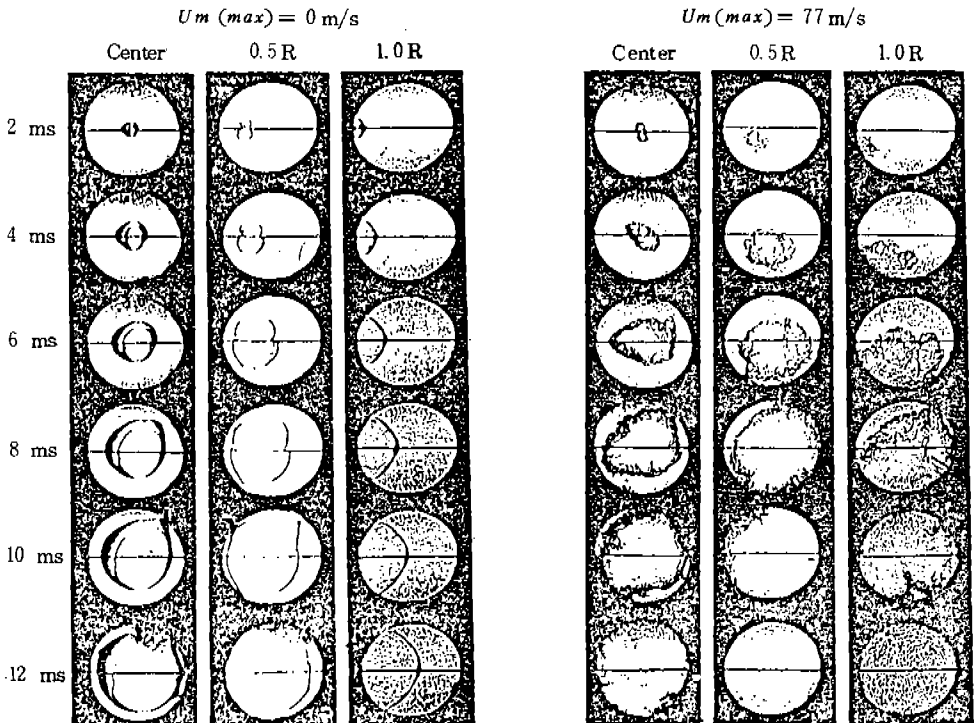 Um (max) = 0 m/s
Um (max) = 77 m/s
Center 0.5 R 1.0 R
Center 0.5 R 1.0 R
2 ms
4 ms
6 ms
8 ms
10 ms
12 ms